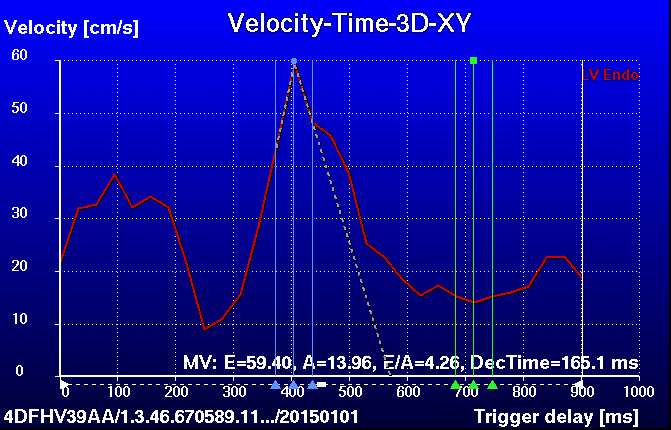 Velocity-Time-3D-XY
Velocity [cm/s]
60
50
40
30
20
10
0
V Endo
MV: E=59.40, A=13.96, E/A=4.26, DecTime=165.1 ms
0 100 200 300 400 500 600 700 800 900 1000
4DFHV39AA/1.3.46.670589.11.../20150101
Trigger delay [ms]